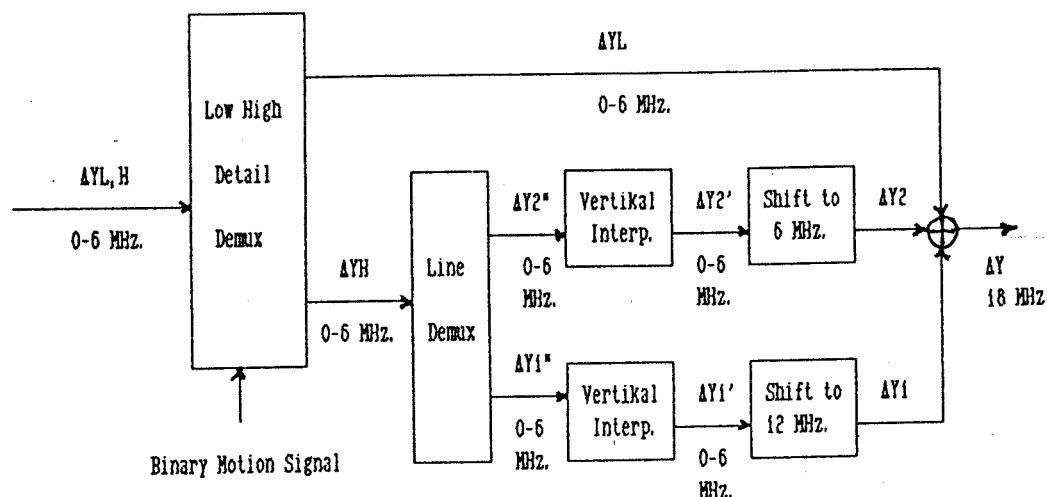 ΔYL
0-6 MHz.
Low High
Detail
Demux
ΔYL,H
0-6 MHz.
Binary Motion Signal
ΔYH
0-6 MHz.
Line
Demux
ΔY2"
0-6
MHz.
Vertikal
Interp.
ΔY2'
0-6
MHz.
Shift to
6 MHz.
ΔY2
ΔY
18 MHz
ΔY1"
0-6
MHz.
Vertikal
Interp.
ΔY1'
0-6
MHz.
Shift to
12 MHz.
ΔY1